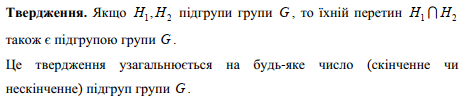 Твердження. Якщо H₁, H₂ підгрупи групи G, то їхній перетин H₁ ⋂ H₂
також є підгрупою групи G.
Це твердження узагальнюється на будь-яке число (скінченне чи
нескінченне) підгруп групи G.